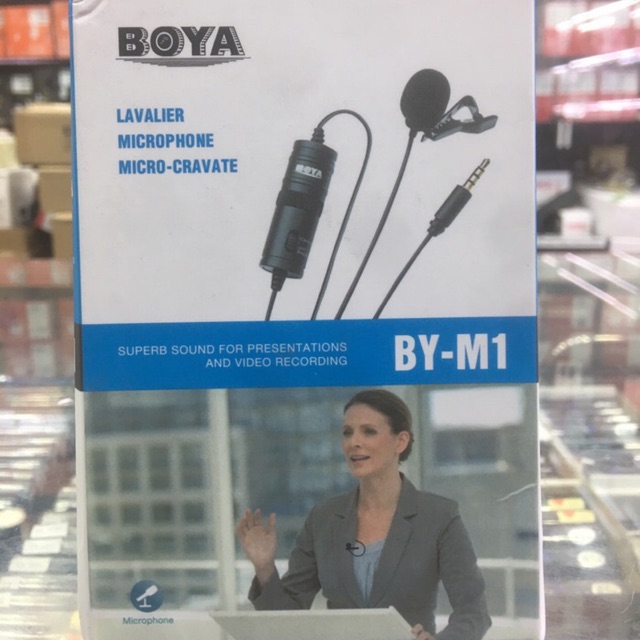 BOYA
LAVALIER
MICROPHONE
MICRO-CRAVATE
BOYA
SUPERB SOUND FOR PRESENTATIONS
AND VIDEO RECORDING
BY-M1
Microphone